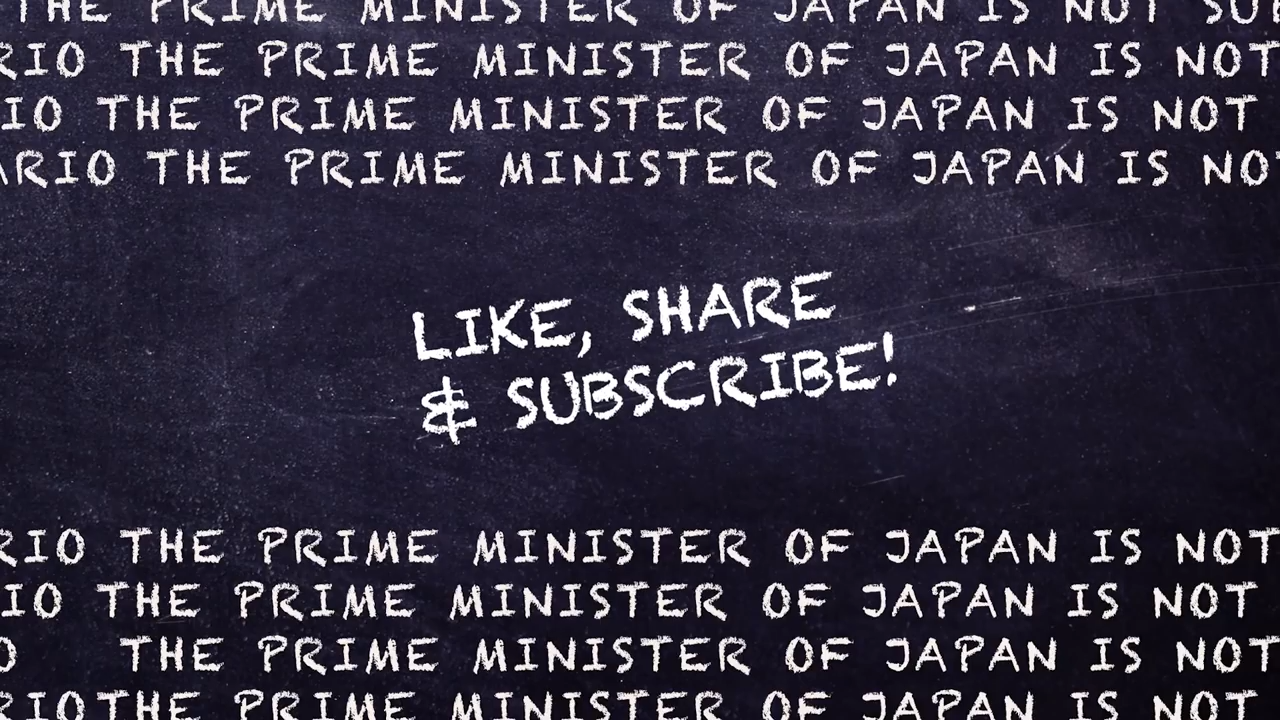 THE PRIME MINISTER OF JAPAN IS NOT
RIO THE PRIME MINISTER OF JAPAN IS NOT
IO THE PRIME MINISTER OF JAPAN IS NOT
ARIO THE PRIME MINISTER OF JAPAN IS NOT
LIKE, SHARE
& SUBSCRIBE!
RIO THE PRIME MINISTER OF JAPAN IS NOT
IO THE PRIME MINISTER OF JAPAN IS NOT
O THE PRIME MINISTER OF JAPAN IS NOT
RIOTHE PRIME MINISTER OF JAPAN IS NOT